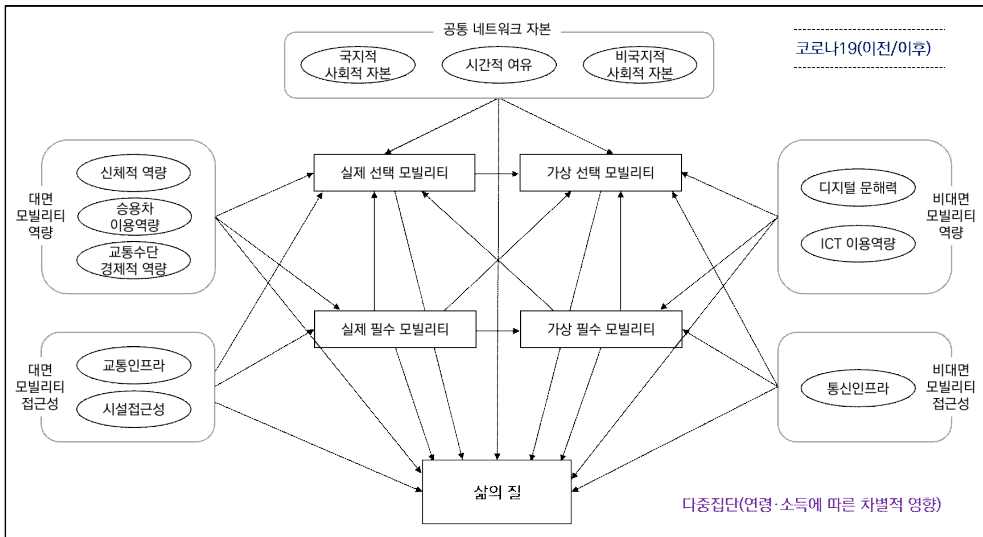 공통 네트워크 자본
국지적
사회적 자본
시간적 여유
비국지적
사회적 자본
코로나19(이전/이후)
대면
모빌리티
역량
신체적 역량
승용차
이용역량
교통수단
경제적 역량
실제 선택 모빌리티
가상 선택 모빌리티
디지털 문해력
ICT 이용역량
비대면
모빌리티
역량
실제 필수 모빌리티
가상 필수 모빌리티
대면
모빌리티
접근성
교통인프라
시설접근성
통신인프라
비대면
모빌리티
접근성
삶의 질
다중집단(연령·소득에 따른 차별적 영향)